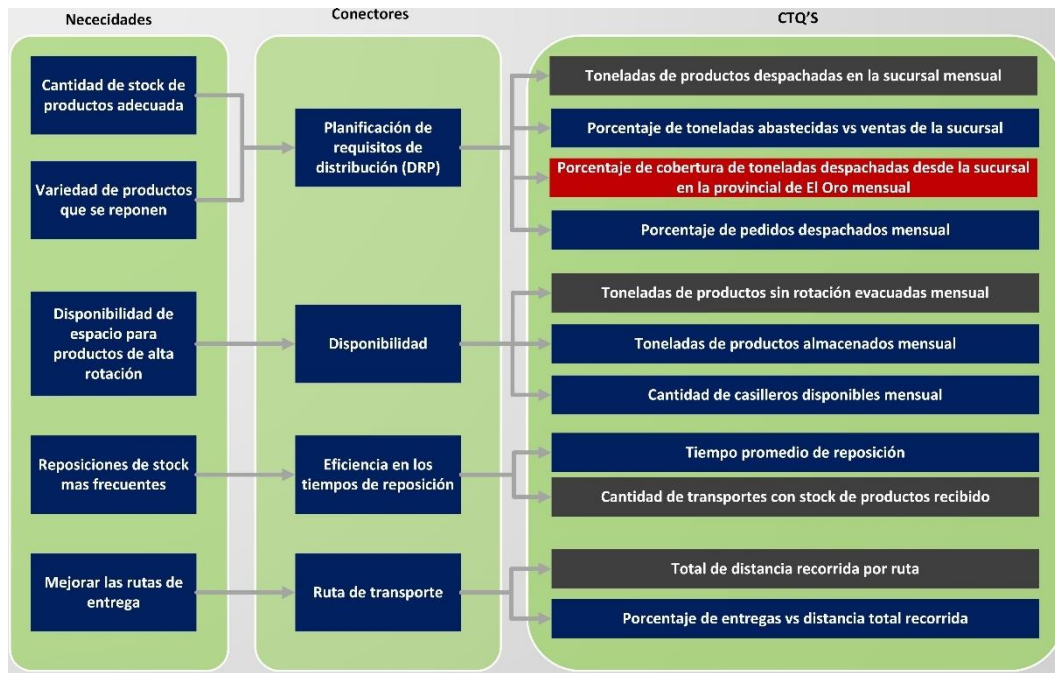 Nececidades
Conectores
CTQ'S
Cantidad de stock de
productos adecuada
Variedad de productos
que se reponen
Disponibilidad de
espacio para
productos de alta
rotación
Reposiciones de stock
mas frecuentes
Mejorar las rutas de
entrega
Planificación de
requisitos de
distribución (DRP)
Disponibilidad
Eficiencia en los
tiempos de reposición
Ruta de transporte
Toneladas de productos despachadas en la sucursal mensual
Porcentaje de toneladas abastecidas vs ventas de la sucursal
Porcentaje de cobertura de toneladas despachadas desde la sucursal
en la provincial de El Oro mensual
Porcentaje de pedidos despachados mensual
Toneladas de productos sin rotación evacuadas mensual
Toneladas de productos almacenados mensual
Cantidad de casilleros disponibles mensual
Tiempo promedio de reposición
Cantidad de transportes con stock de productos recibido
Total de distancia recorrida por ruta
Porcentaje de entregas vs distancia total recorrida